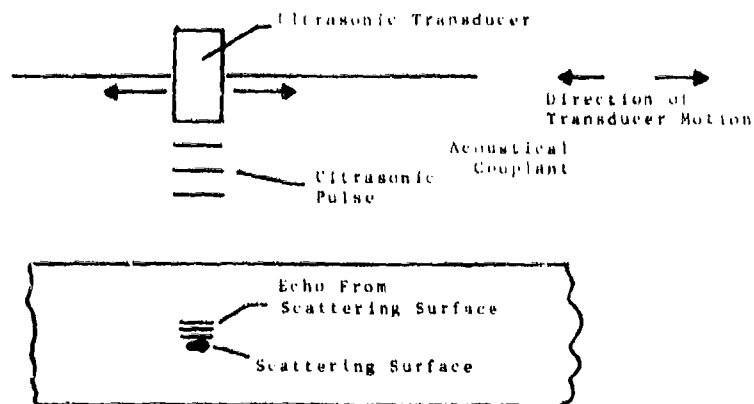 Ultrasonic Transducer
Direction of
Transducer Motion
Acoustical
Couplant
Ultrasonic
Pulse
Echo From
Scattering Surface
Scattering Surface